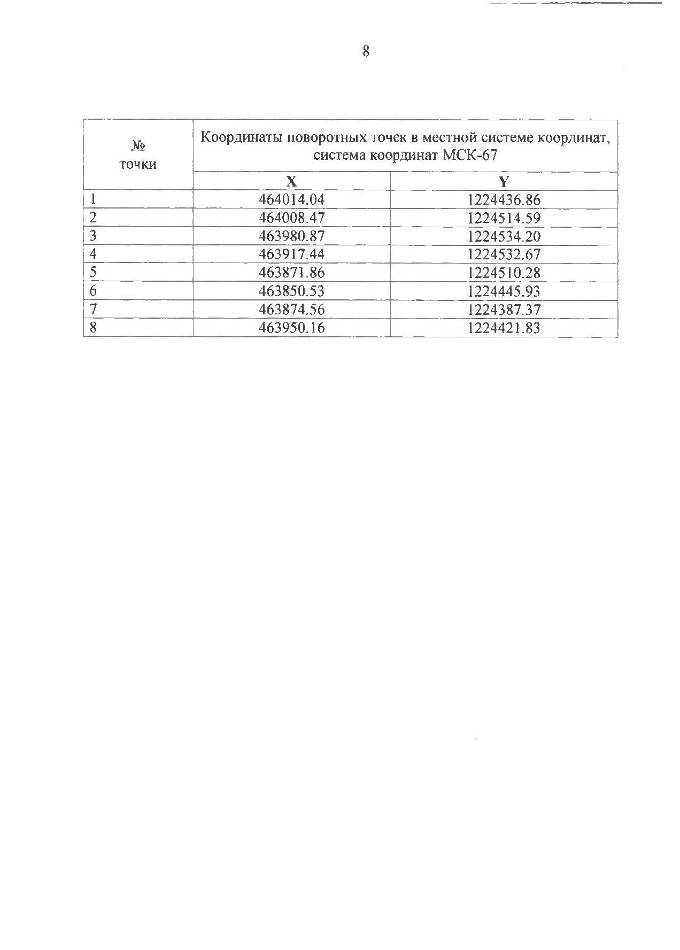 8
№ точки
Координаты поворотных точек в местной системе координат,
система координат МСК-67
X Y
1 464014.04 1224436.86
2 464008.47 1224514.59
3 463980.87 1224534.20
4 463917.44 1224532.67
5 463871.86 1224510.28
6 463850.53 1224445.93
7 463874.56 1224387.37
8 463950.16 1224421.83